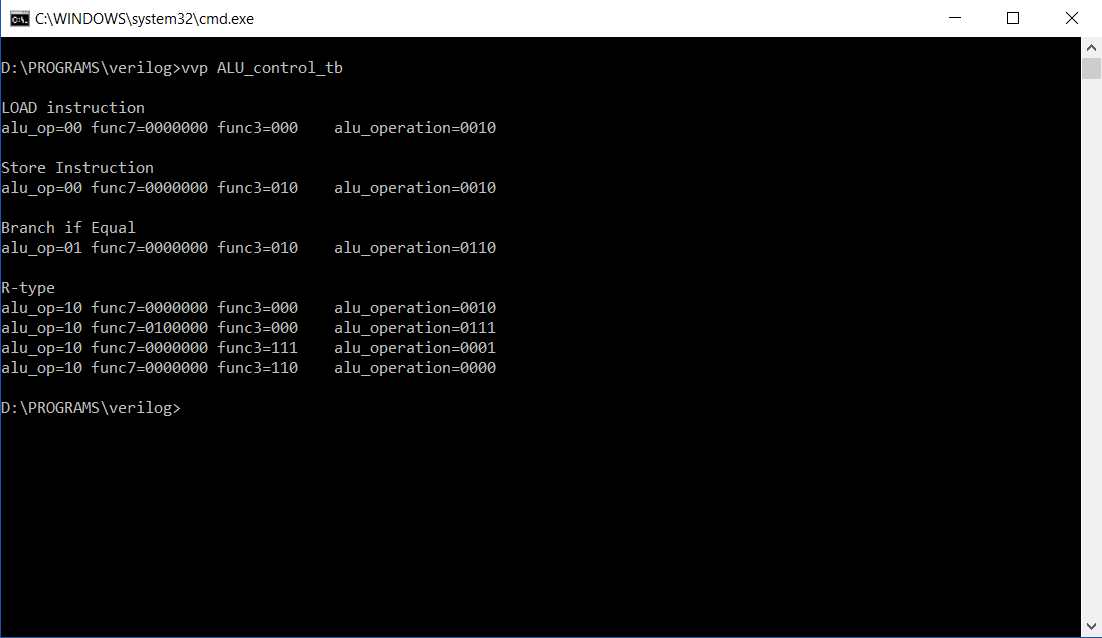 C:\WINDOWS\system32\cmd.exe
D:\PROGRAMS\verilog>vvp ALU_control_tb
LOAD instruction
alu_op=00 func7=0000000 func3=000    alu_operation=0010
Store Instruction
alu_op=00 func7=0000000 func3=010    alu_operation=0010
Branch if Equal
alu_op=01 func7=0000000 func3=010    alu_operation=0110
R-type
alu_op=10 func7=0000000 func3=000    alu_operation=0010
alu_op=10 func7=0100000 func3=000    alu_operation=0111
alu_op=10 func7=0000000 func3=111    alu_operation=0001
alu_op=10 func7=0000000 func3=110    alu_operation=0000
D:\PROGRAMS\verilog>